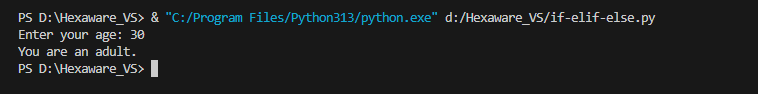 PS D:\Hexaware_VS> & "C:/Program Files/Python313/python.exe" d:/Hexaware_VS/if-elif-else.py
Enter your age: 30
You are an adult.
PS D:\Hexaware_VS>